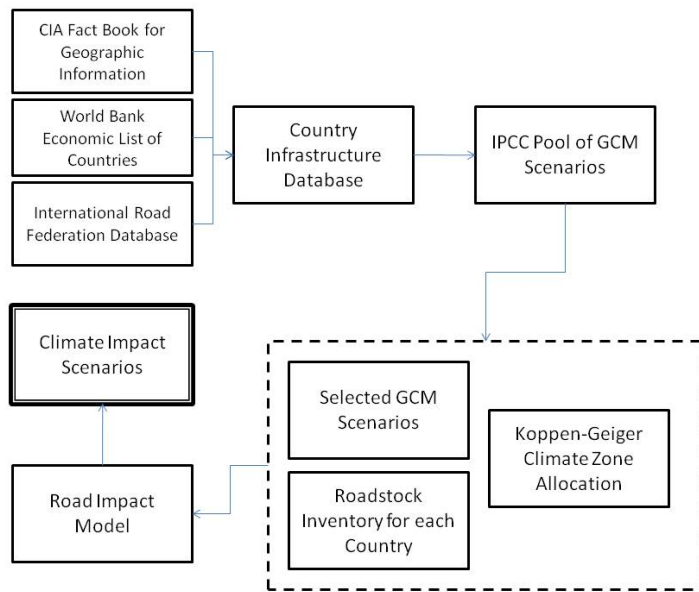 CIA Fact Book for
Geographic
Information
World Bank
Economic List of
Countries
International Road
Federation Database
Country
Infrastructure
Database
IPCC Pool of GCM
Scenarios
Climate Impact
Scenarios
Selected GCM
Scenarios
Koppen-Geiger
Climate Zone
Allocation
Roadstock
Inventory for each
Country
Road Impact
Model